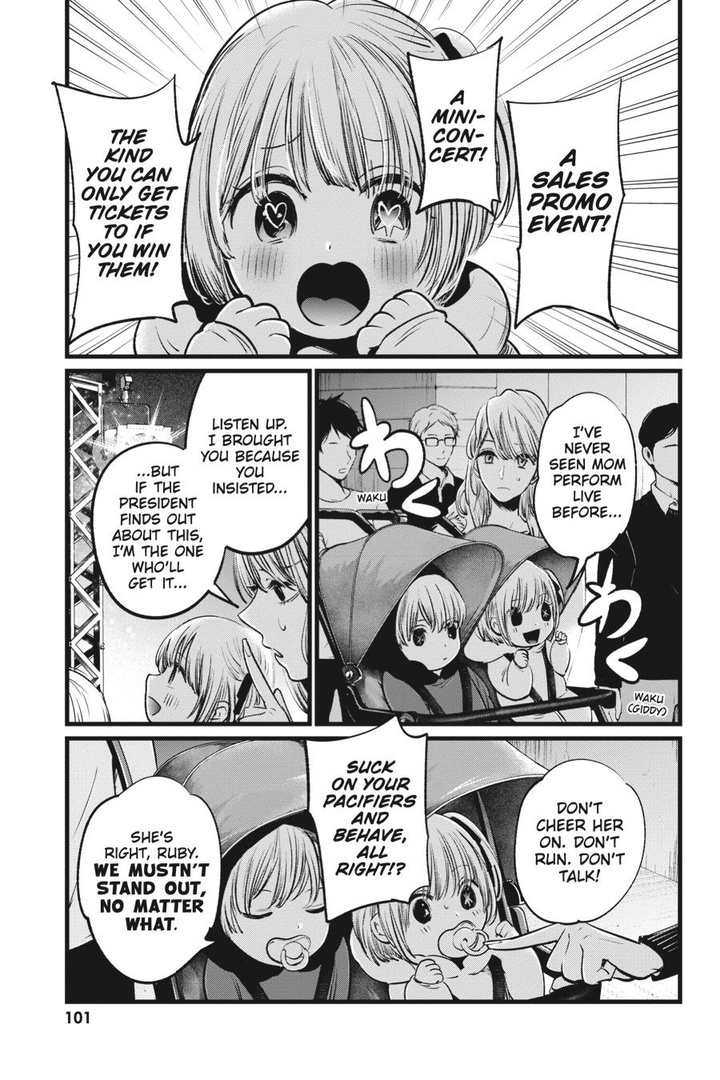 A
SALES
PROMO
EVENT!
A
MINI-
CON-
CERT!
THE
KIND
YOU CAN
ONLY GET
TICKETS
TO IF
YOU WIN
THEM!
I'VE
NEVER
SEEN MOM
PERFORM
LIVE
BEFORE...
わく
WAKU
わく
WAKU
(GIDDY)
LISTEN UP.
I BROUGHT
YOU BECAUSE
YOU
INSISTED...
...BUT
IF THE
PRESIDENT
FINDS OUT
ABOUT THIS,
I'M THE ONE
WHO'LL
GET IT...
DON'T
CHEER HER
ON. DON'T
RUN. DON'T
TALK!
SUCK
ON YOUR
PACIFIERS
AND
BEHAVE,
ALL
RIGHT!?
SHE'S
RIGHT, RUBY.
WE MUSTN'T
STAND OUT,
NO MATTER
WHAT.
101